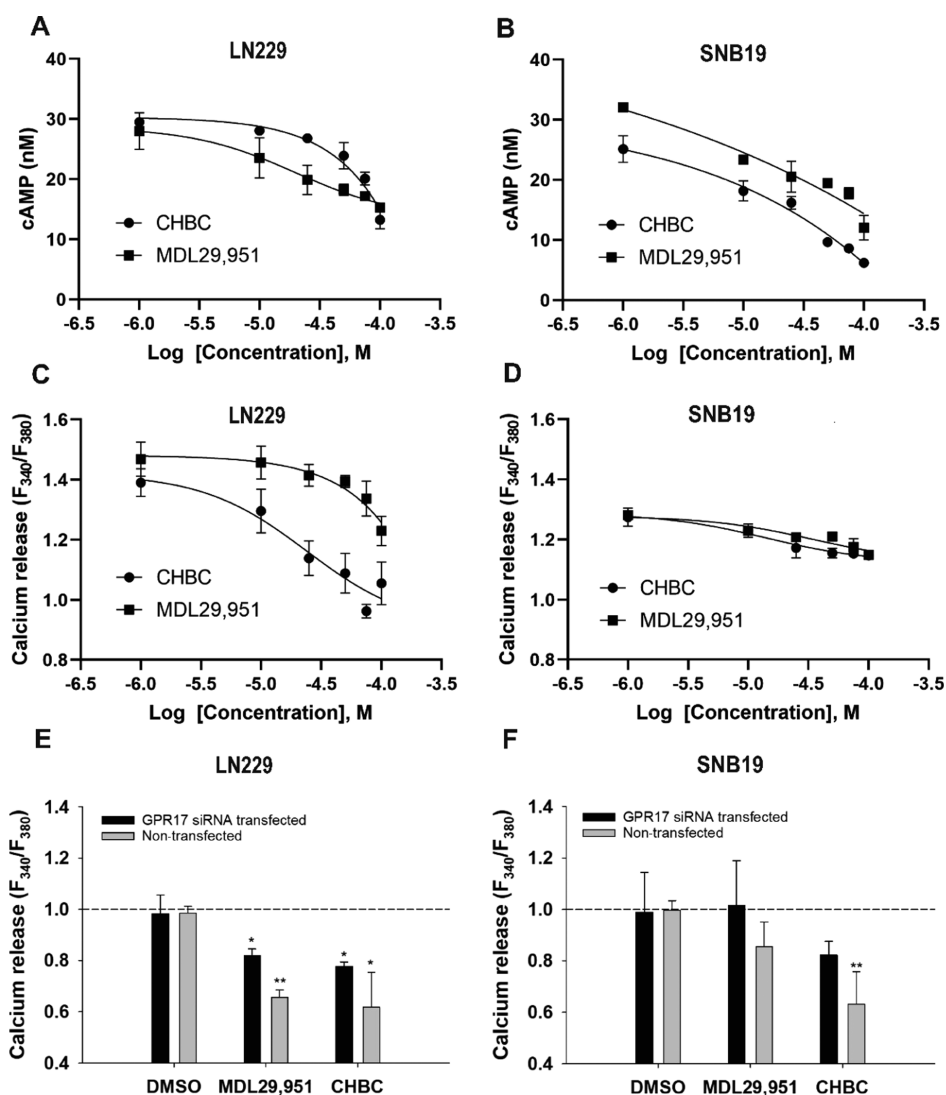 A
LN229
40
30
20
10
0
cAMP (nM)
CHBC
MDL29,951
-6.5 -6.0 -5.5 -5.0 -4.5 -4.0 -3.5
Log [Concentration], M
B
SNB19
40
30
20
10
0
cAMP (nM)
CHBC
MDL29,951
-6.5 -6.0 -5.5 -5.0 -4.5 -4.0 -3.5
Log [Concentration], M
C
LN229
1.6
1.4
1.2
1.0
0.8
Calcium release (F340/F380)
CHBC
MDL29,951
-6.5 -6.0 -5.5 -5.0 -4.5 -4.0 -3.5
Log [Concentration], M
D
SNB19
1.6
1.4
1.2
1.0
0.8
Calcium release (F340/F380)
CHBC
MDL29,951
-6.5 -6.0 -5.5 -5.0 -4.5 -4.0 -3.5
Log [Concentration], M
E
LN229
1.4
1.2
1.0
0.8
0.6
0.4
Calcium release (F340/F380)
GPR17 siRNA transfected
Non-transfected
* ** * *
DMSO MDL29,951 CHBC
F
SNB19
1.4
1.2
1.0
0.8
0.6
0.4
Calcium release (F340/F380)
GPR17 siRNA transfected
Non-transfected
**
DMSO MDL29,951 CHBC